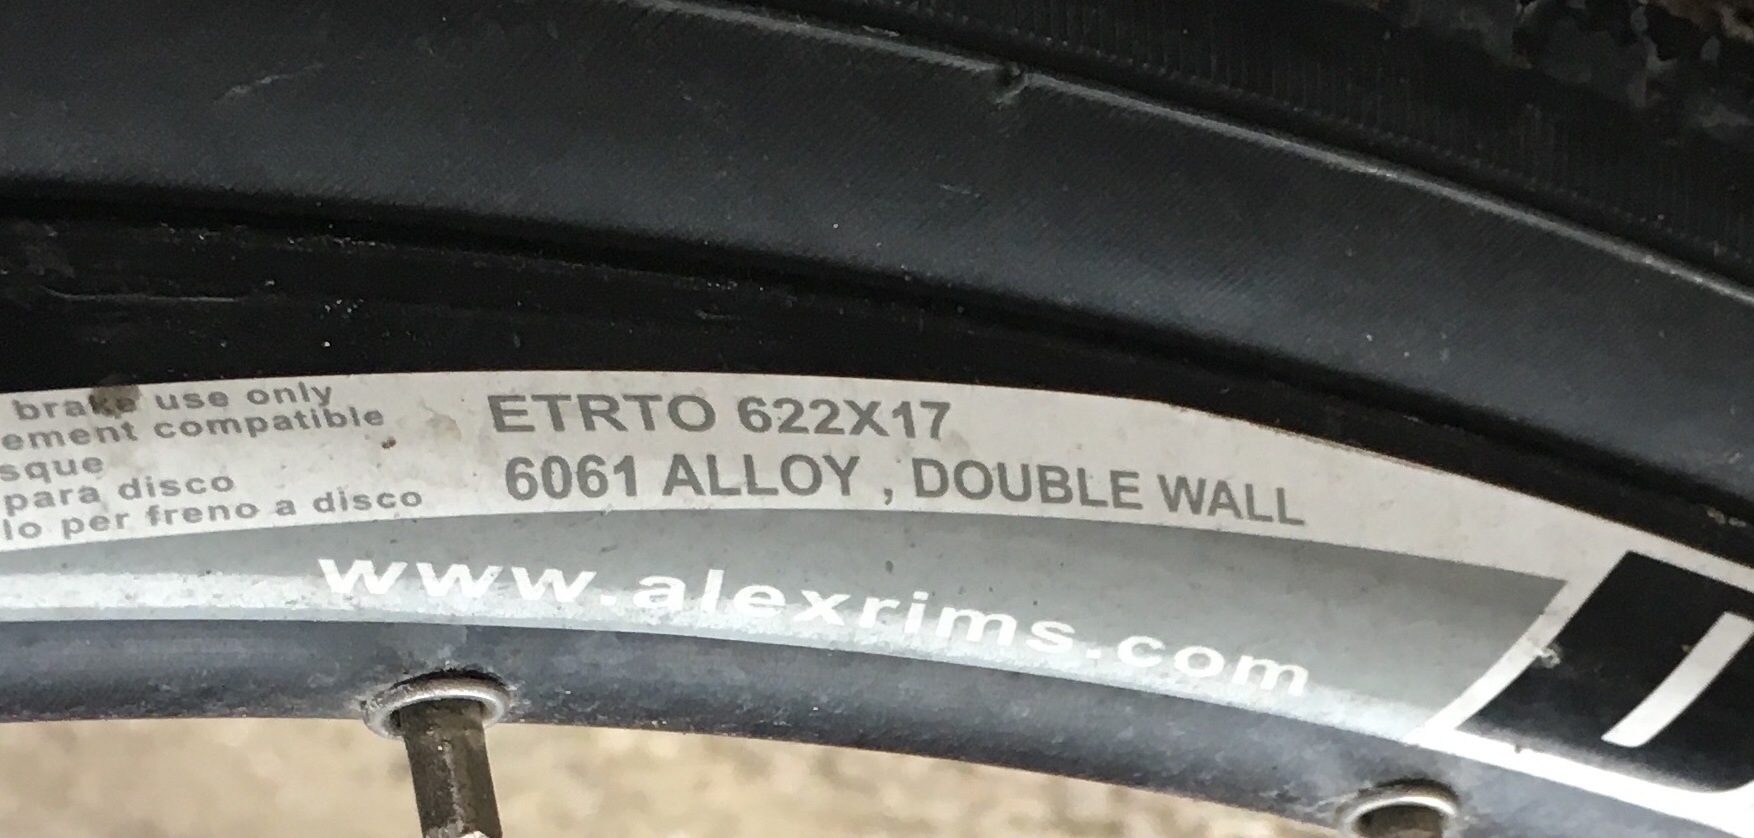 brake use only
ement compatible
sque
para disco
lo per freno a disco
ETRTO 622X17
6061 ALLOY , DOUBLE WALL
www.alexrims.com